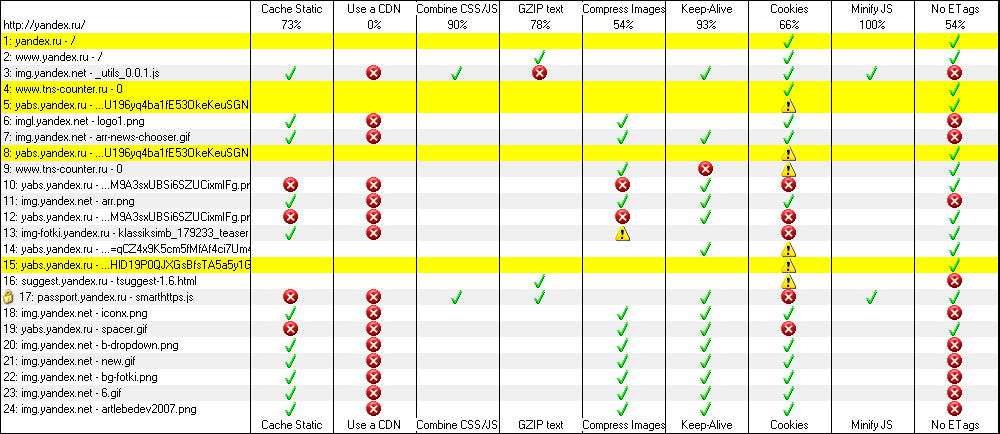 Cache Static Use a CDN Combine CSS/JS GZIP text Compress Images Keep-Alive Cookies Minify JS No ETags
http://yandex.ru/ 73% 0% 90% 78% 54% 93% 66% 100% 54%
1: yandex.ru - /
2: www.yandex.ru - /
3: img.yandex.net - _utils_0.0.1.js
4: www.tns-counter.ru - 0
5: yabs.yandex.ru - ...U196yq4ba1fE53OkeKeuSGN
6: imgl.yandex.net - logo1.png
7: img.yandex.net - arr-news-chooser.gif
8: yabs.yandex.ru - ...U196yq4ba1fE53OkeKeuSGN
9: www.tns-counter.ru - 0
10: yabs.yandex.ru - ...M9A3sxUBSi6SZUCixmIFg.pr
11: img.yandex.net - arr.png
12: yabs.yandex.ru - ...M9A3sxUBSi6SZUCixmIFg.pr
13: img-fotki.yandex.ru - klassiksimb_179233_teaser
14: yabs.yandex.ru - ...=qCZ4x9K5cm5fMfAf4ci7Um4
15: yabs.yandex.ru - ...HID19P0QJXGsBfsTA5a5y1G
16: suggest.yandex.ru - tsuggest-1.6.html
17: passport.yandex.ru - smarthttps.js
18: img.yandex.net - iconx.png
19: yabs.yandex.ru - spacer.gif
20: img.yandex.net - b-dropdown.png
21: img.yandex.net - new.gif
22: img.yandex.net - bg-fotki.png
23: img.yandex.net - 6.gif
24: img.yandex.net - artlebedev2007.png
Cache Static Use a CDN Combine CSS/JS GZIP text Compress Images Keep-Alive Cookies Minify JS No ETags